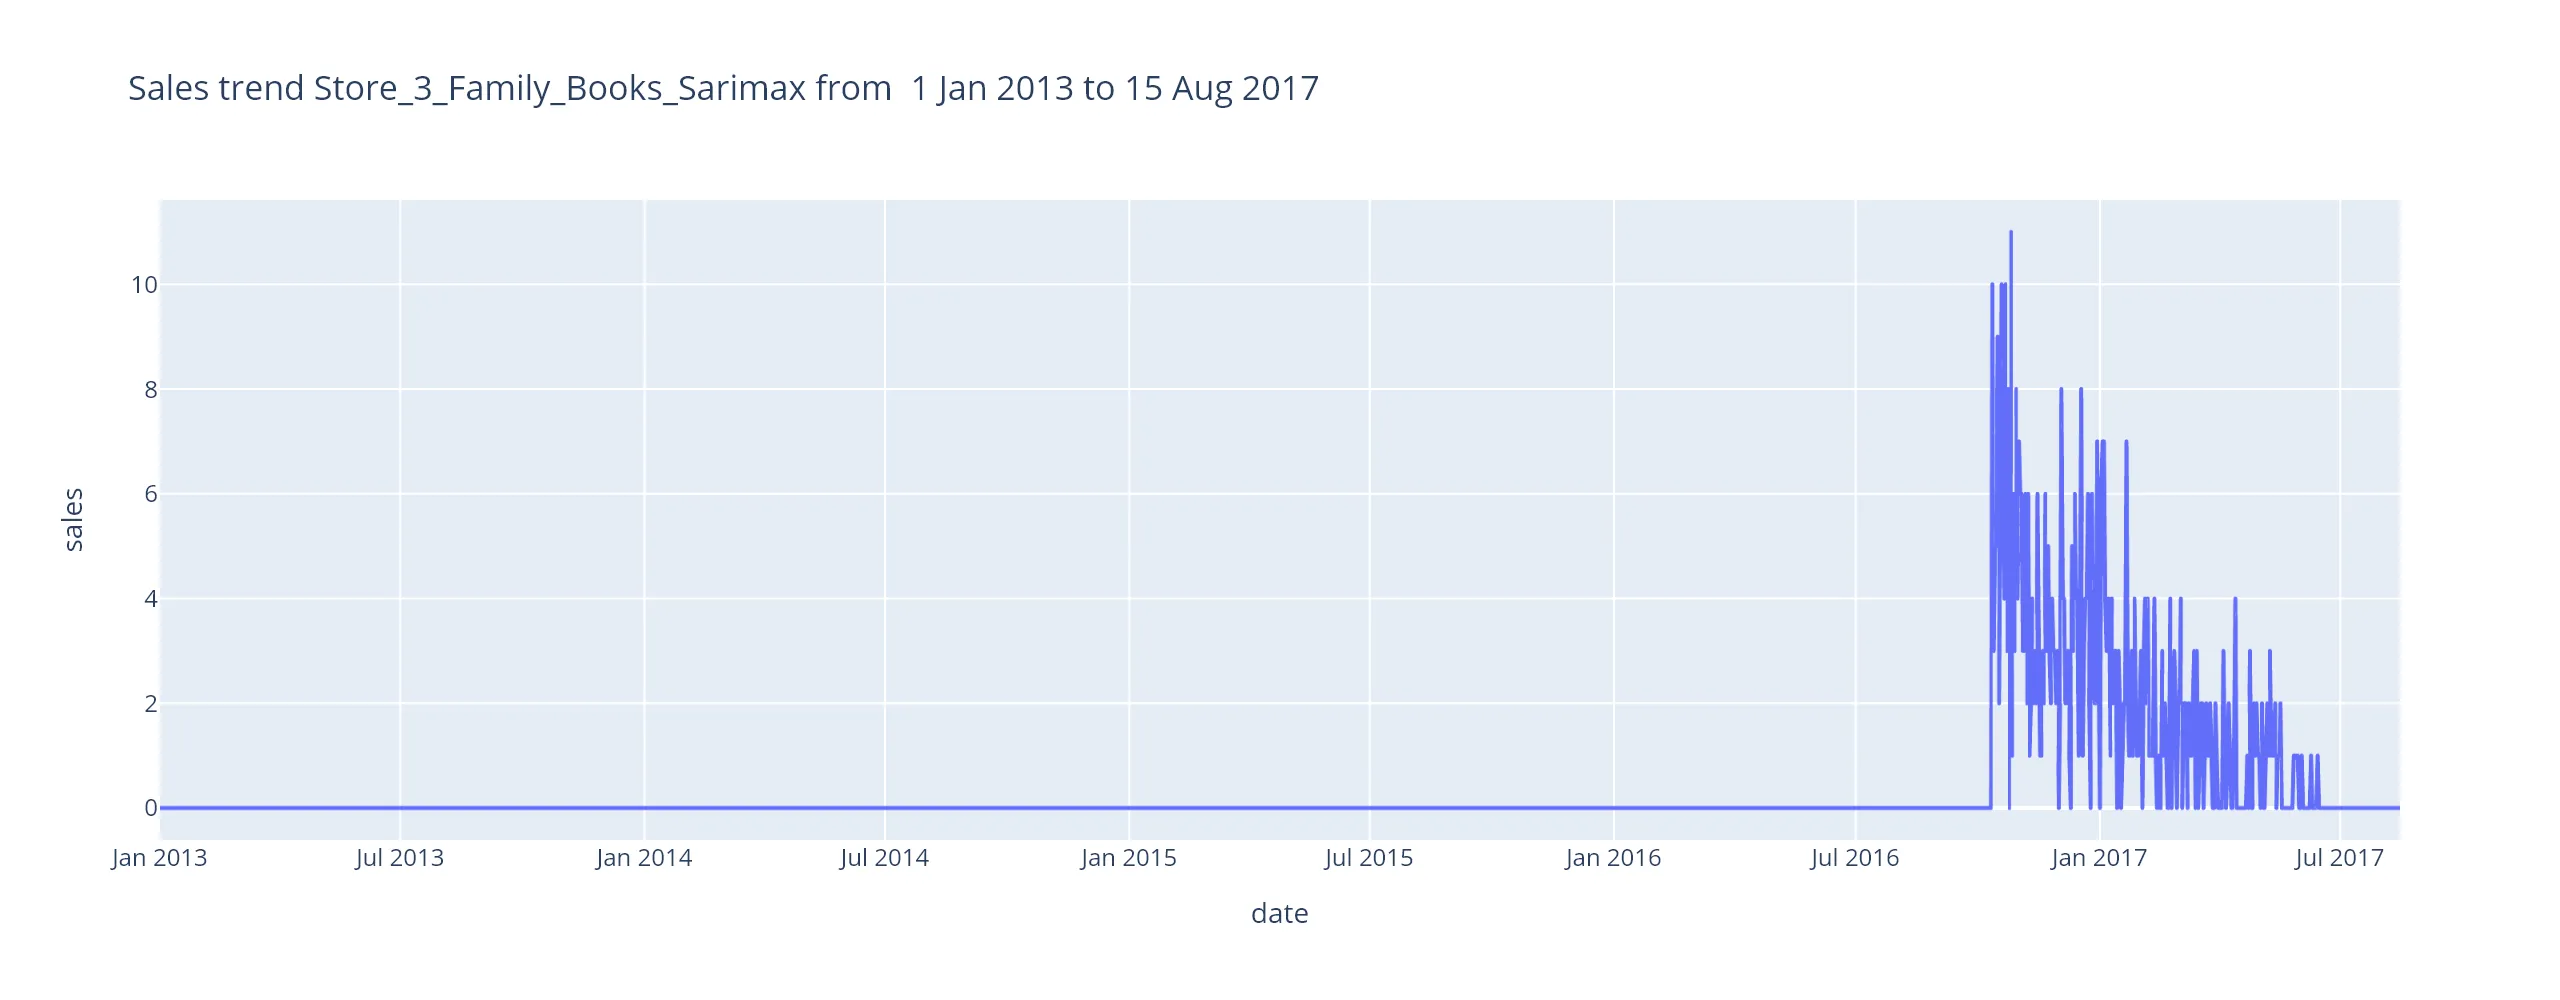 Sales trend Store_3_Family_Books_Sarimax from  1 Jan 2013 to 15 Aug 2017
10
8
6
4
2
0
sales
Jan 2013 Jul 2013 Jan 2014 Jul 2014 Jan 2015 Jul 2015 Jan 2016 Jul 2016 Jan 2017 Jul 2017
date